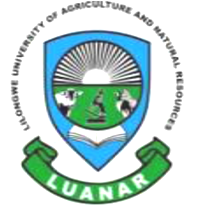 LILONGWE UNIVERSITY OF AGRICULTURE AND NATURAL RESOURCES
LUANAR